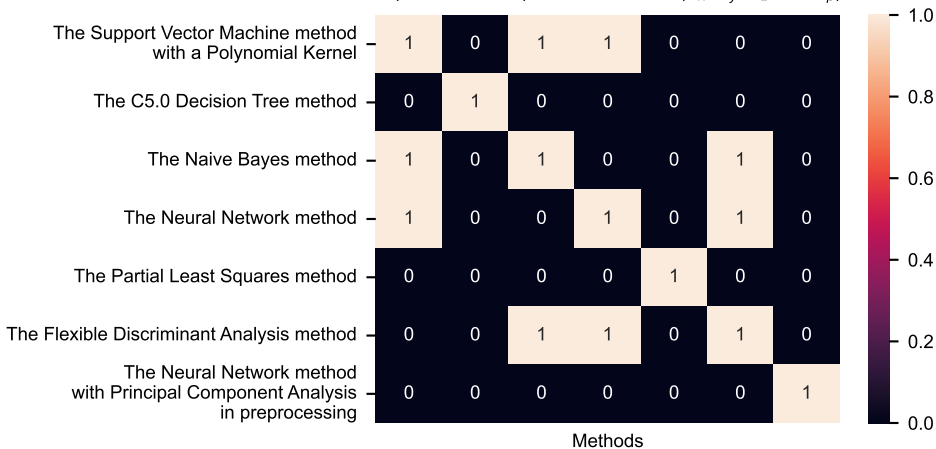 The Support Vector Machine method
with a Polynomial Kernel
1 0 1 1 0 0 0
The C5.0 Decision Tree method
0 1 0 0 0 0 0
The Naive Bayes method
1 0 1 0 0 1 0
The Neural Network method
1 0 0 1 0 1 0
The Partial Least Squares method
0 0 0 0 1 0 0
The Flexible Discriminant Analysis method
0 0 1 1 0 1 0
The Neural Network method
with Principal Component Analysis
in preprocessing
0 0 0 0 0 0 1
Methods
1.0
0.8
0.6
0.4
0.2
0.0